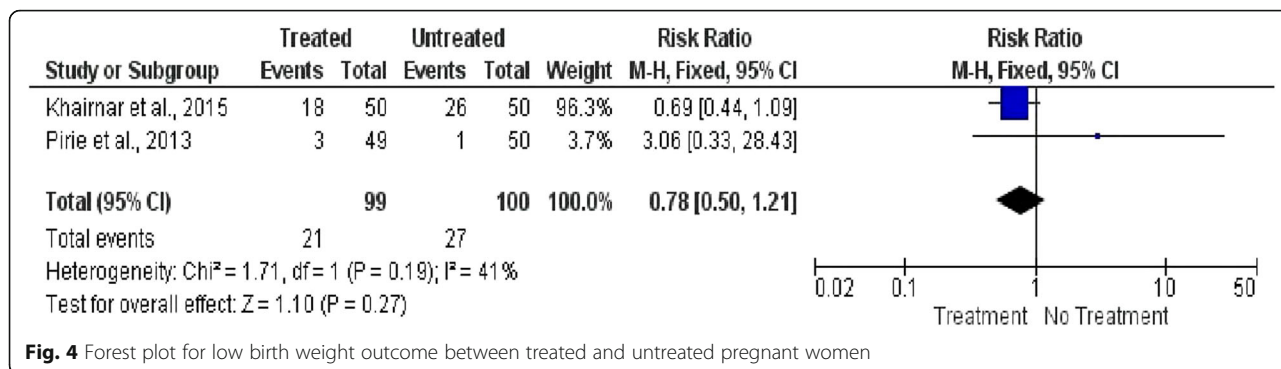 Treated Untreated Risk Ratio Risk Ratio
Study or Subgroup Events Total Events Total Weight M-H, Fixed, 95% CI M-H, Fixed, 95% CI
Khairnar et al., 2015 18 50 26 50 96.3% 0.69 [0.44, 1.09]
Pirie et al., 2013 3 49 1 50 3.7% 3.06 [0.33, 28.43]
Total (95% CI) 99 100 100.0% 0.78 [0.50, 1.21]
Total events 21 27
Heterogeneity: Chi² = 1.71, df = 1 (P = 0.19); I² = 41%
Test for overall effect: Z = 1.10 (P = 0.27)
0.02 0.1 1 10 50
Treatment No Treatment
Fig. 4 Forest plot for low birth weight outcome between treated and untreated pregnant women